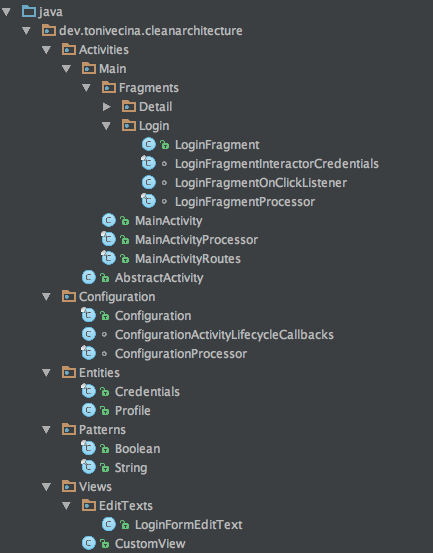 java
dev.tonivecina.cleanarchitecture
Activities
Main
Fragments
Detail
Login
LoginFragment
LoginFragmentInteractorCredentials
LoginFragmentOnClickListener
LoginFragmentProcessor
MainActivity
MainActivityProcessor
MainActivityRoutes
AbstractActivity
Configuration
Configuration
ConfigurationActivityLifecycleCallbacks
ConfigurationProcessor
Entities
Credentials
Profile
Patterns
Boolean
String
Views
EditTexts
LoginFormEditText
CustomView